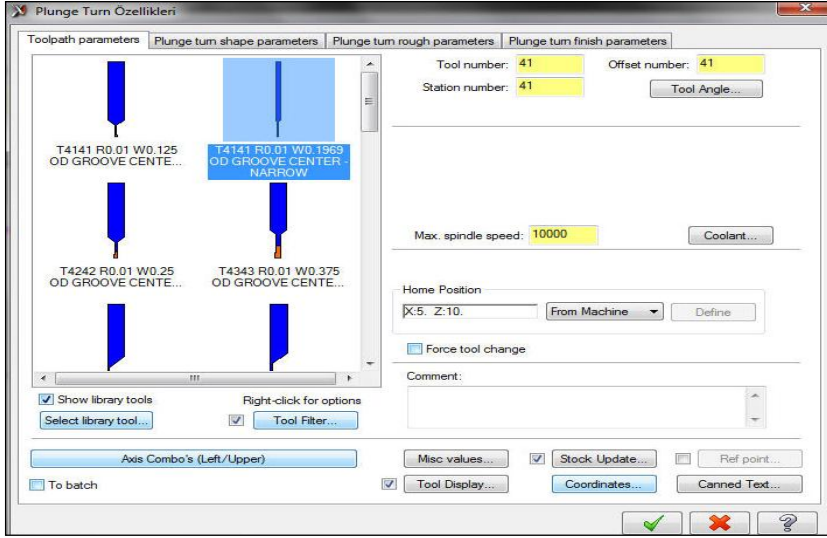 Plunge Turn Özellikleri
Toolpath parameters
Plunge turn shape parameters
Plunge turn rough parameters
Plunge turn finish parameters
T4141 R0.01 W0.125
OD GROOVE CENTE...
T4141 R0.01 W0.1969
OD GROOVE CENTER -
NARROW
T4242 R0.01 W0.25
OD GROOVE CENTE...
T4343 R0.01 W0.375
OD GROOVE CENTE...
Show library tools
Right-click for options
Select library tool...
Tool Filter...
Tool number: 41
Offset number: 41
Station number: 41
Tool Angle...
Max. spindle speed: 10000
Coolant...
Home Position
X:5. Z:10.
From Machine
Define
Force tool change
Comment:
Axis Combo's (Left/Upper)
Misc values...
Stock Update...
Ref point...
To batch
Tool Display...
Coordinates...
Canned Text...